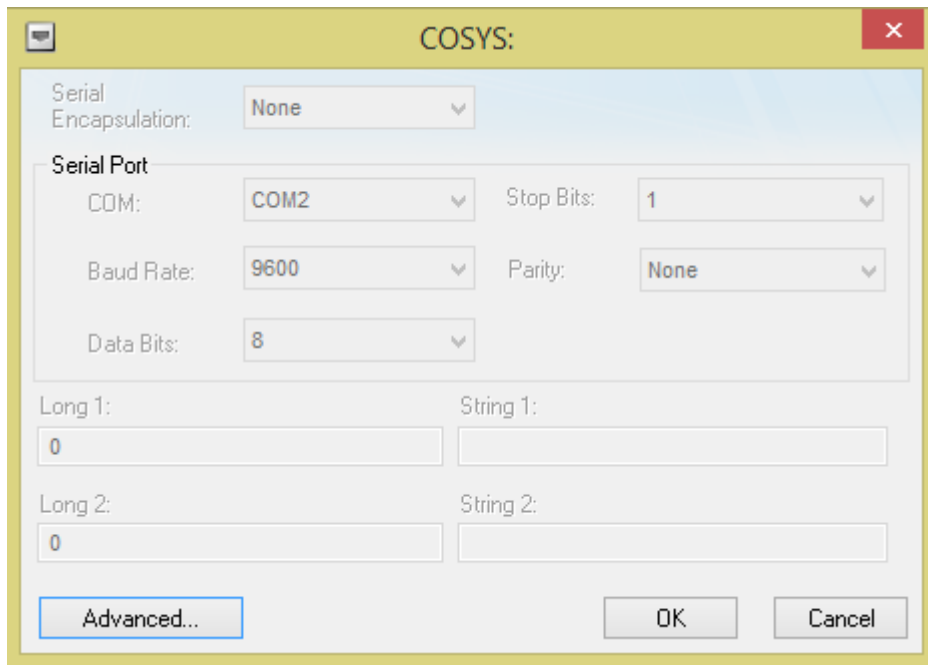 COSYS:
Serial
Encapsulation:
None
Serial Port
COM:
COM2
Stop Bits:
1
Baud Rate:
9600
Parity:
None
Data Bits:
8
Long 1:
String 1:
0
Long 2:
String 2:
0
Advanced...
OK
Cancel